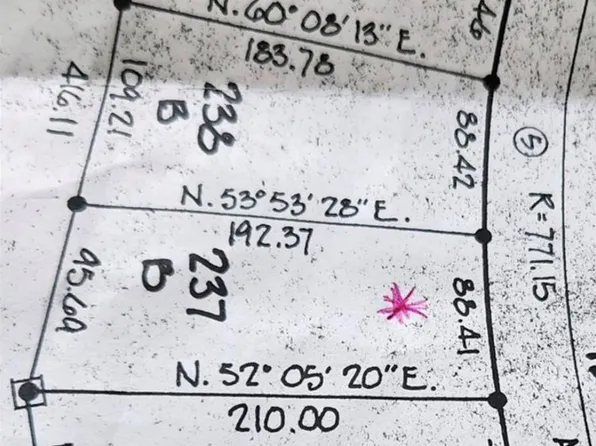 N. 60° 08' 13" E.
183.78
46
416.11
109.21
238
B
88.42
5
R=771.15
N. 53° 53' 28" E.
192.37
95.69
237
B
88.41
N. 52° 05' 20" E.
210.00